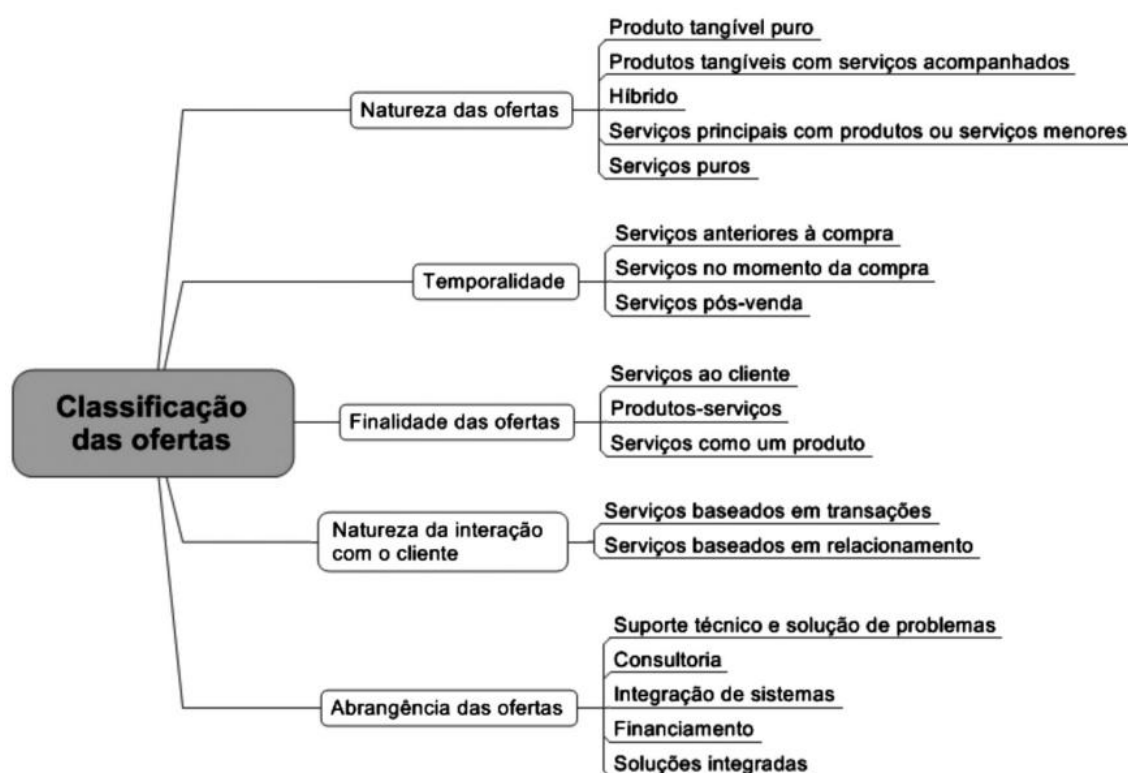 Classificação
das ofertas
Natureza das ofertas
Produto tangível puro
Produtos tangíveis com serviços acompanhados
Híbrido
Serviços principais com produtos ou serviços menores
Serviços puros
Temporalidade
Serviços anteriores à compra
Serviços no momento da compra
Serviços pós-venda
Finalidade das ofertas
Serviços ao cliente
Produtos-serviços
Serviços como um produto
Natureza da interação
com o cliente
Serviços baseados em transações
Serviços baseados em relacionamento
Abrangência das ofertas
Suporte técnico e solução de problemas
Consultoria
Integração de sistemas
Financiamento
Soluções integradas